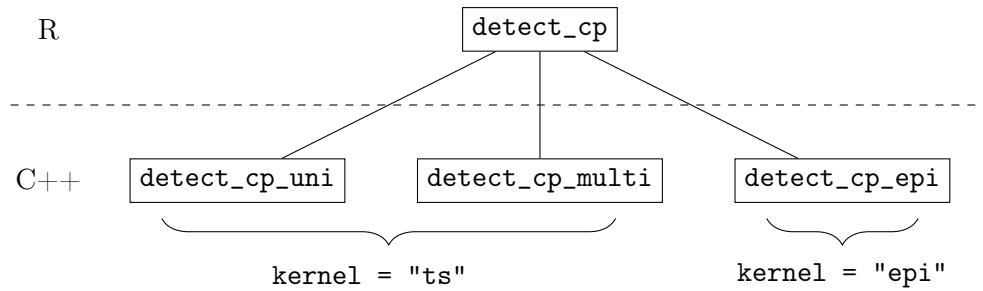 R
detect_cp
C++
detect_cp_uni
detect_cp_multi
detect_cp_epi
kernel = "ts"
kernel = "epi"